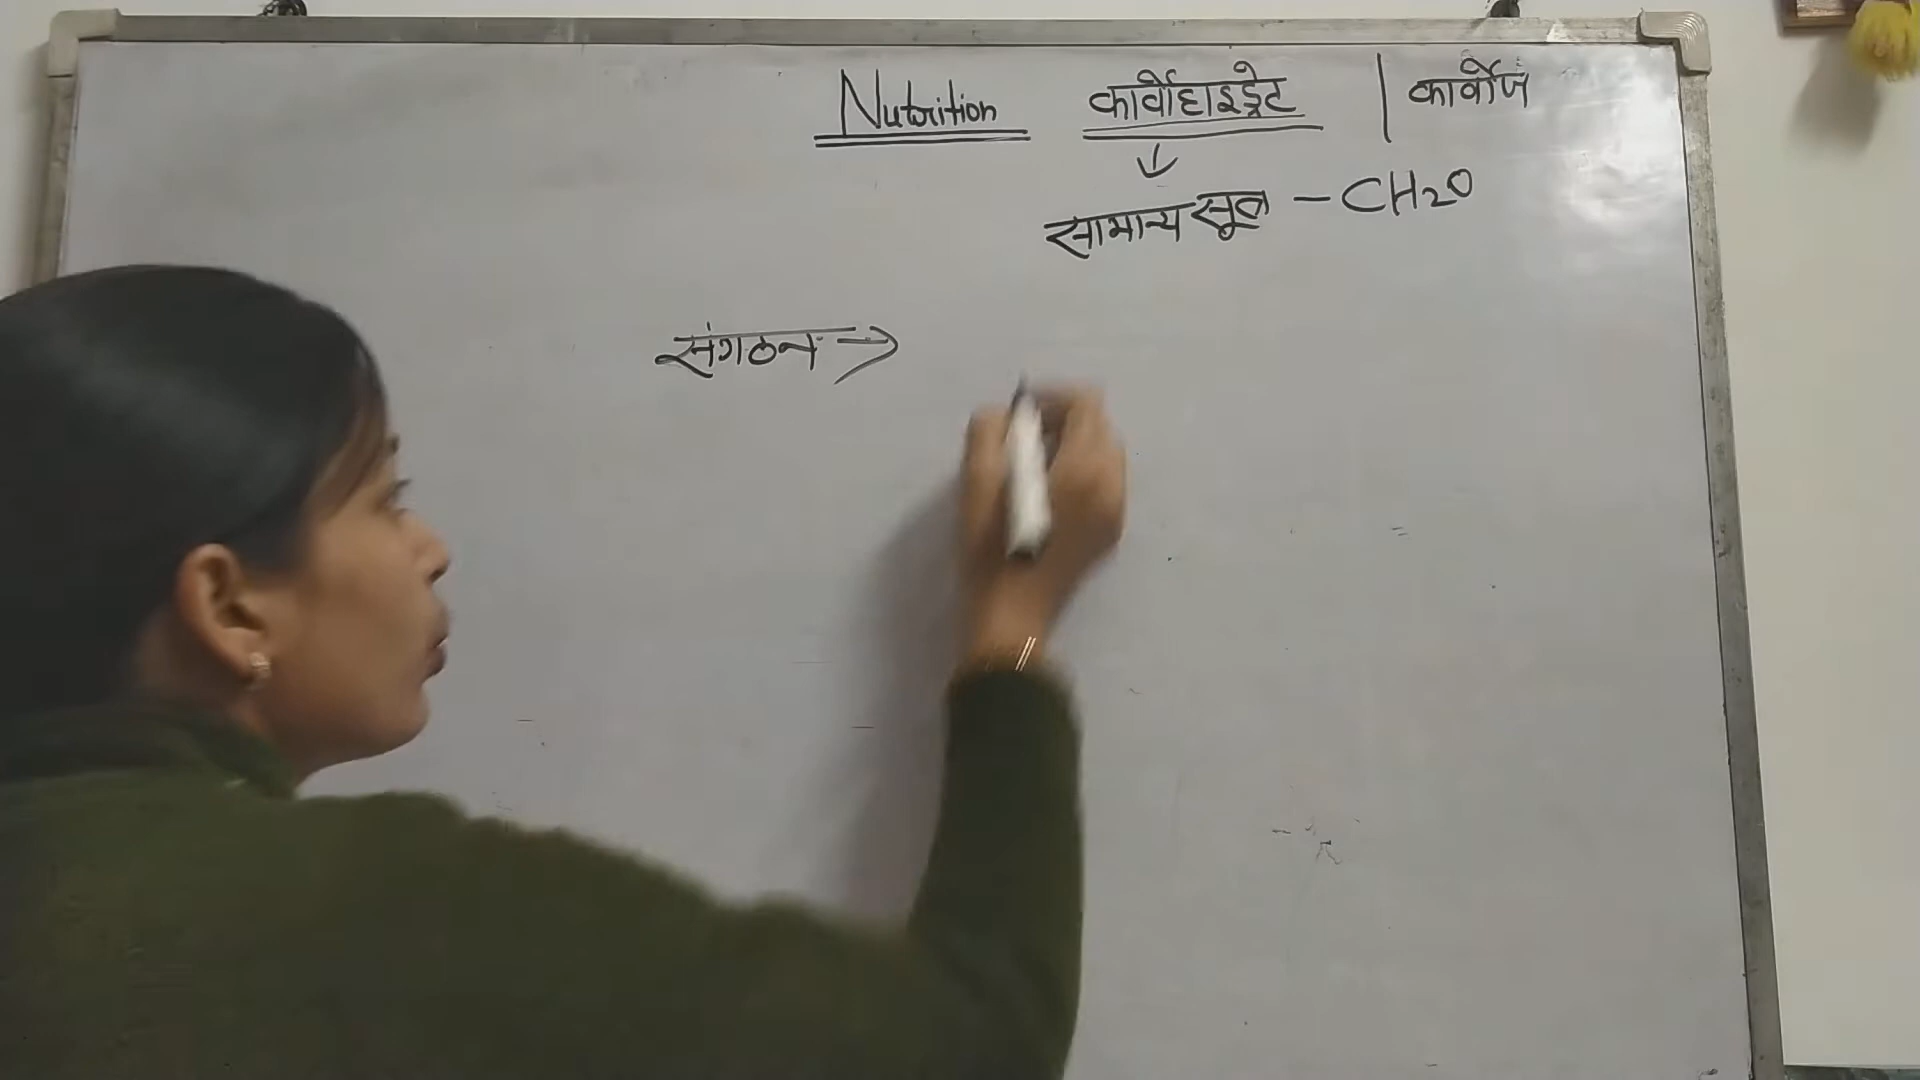 Nutrition कार्वोहाइड्रेट | कार्वोज
↓
सामान्य सूत्र - CH2O
संगठन →